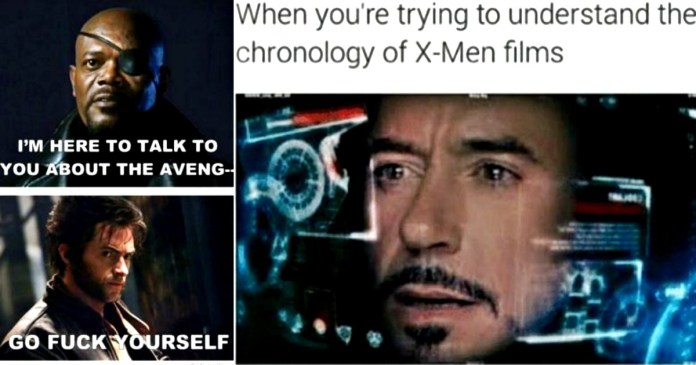 I'M HERE TO TALK TO
YOU ABOUT THE AVENG--
GO FUCK YOURSELF
When you're trying to understand the
chronology of X-Men films